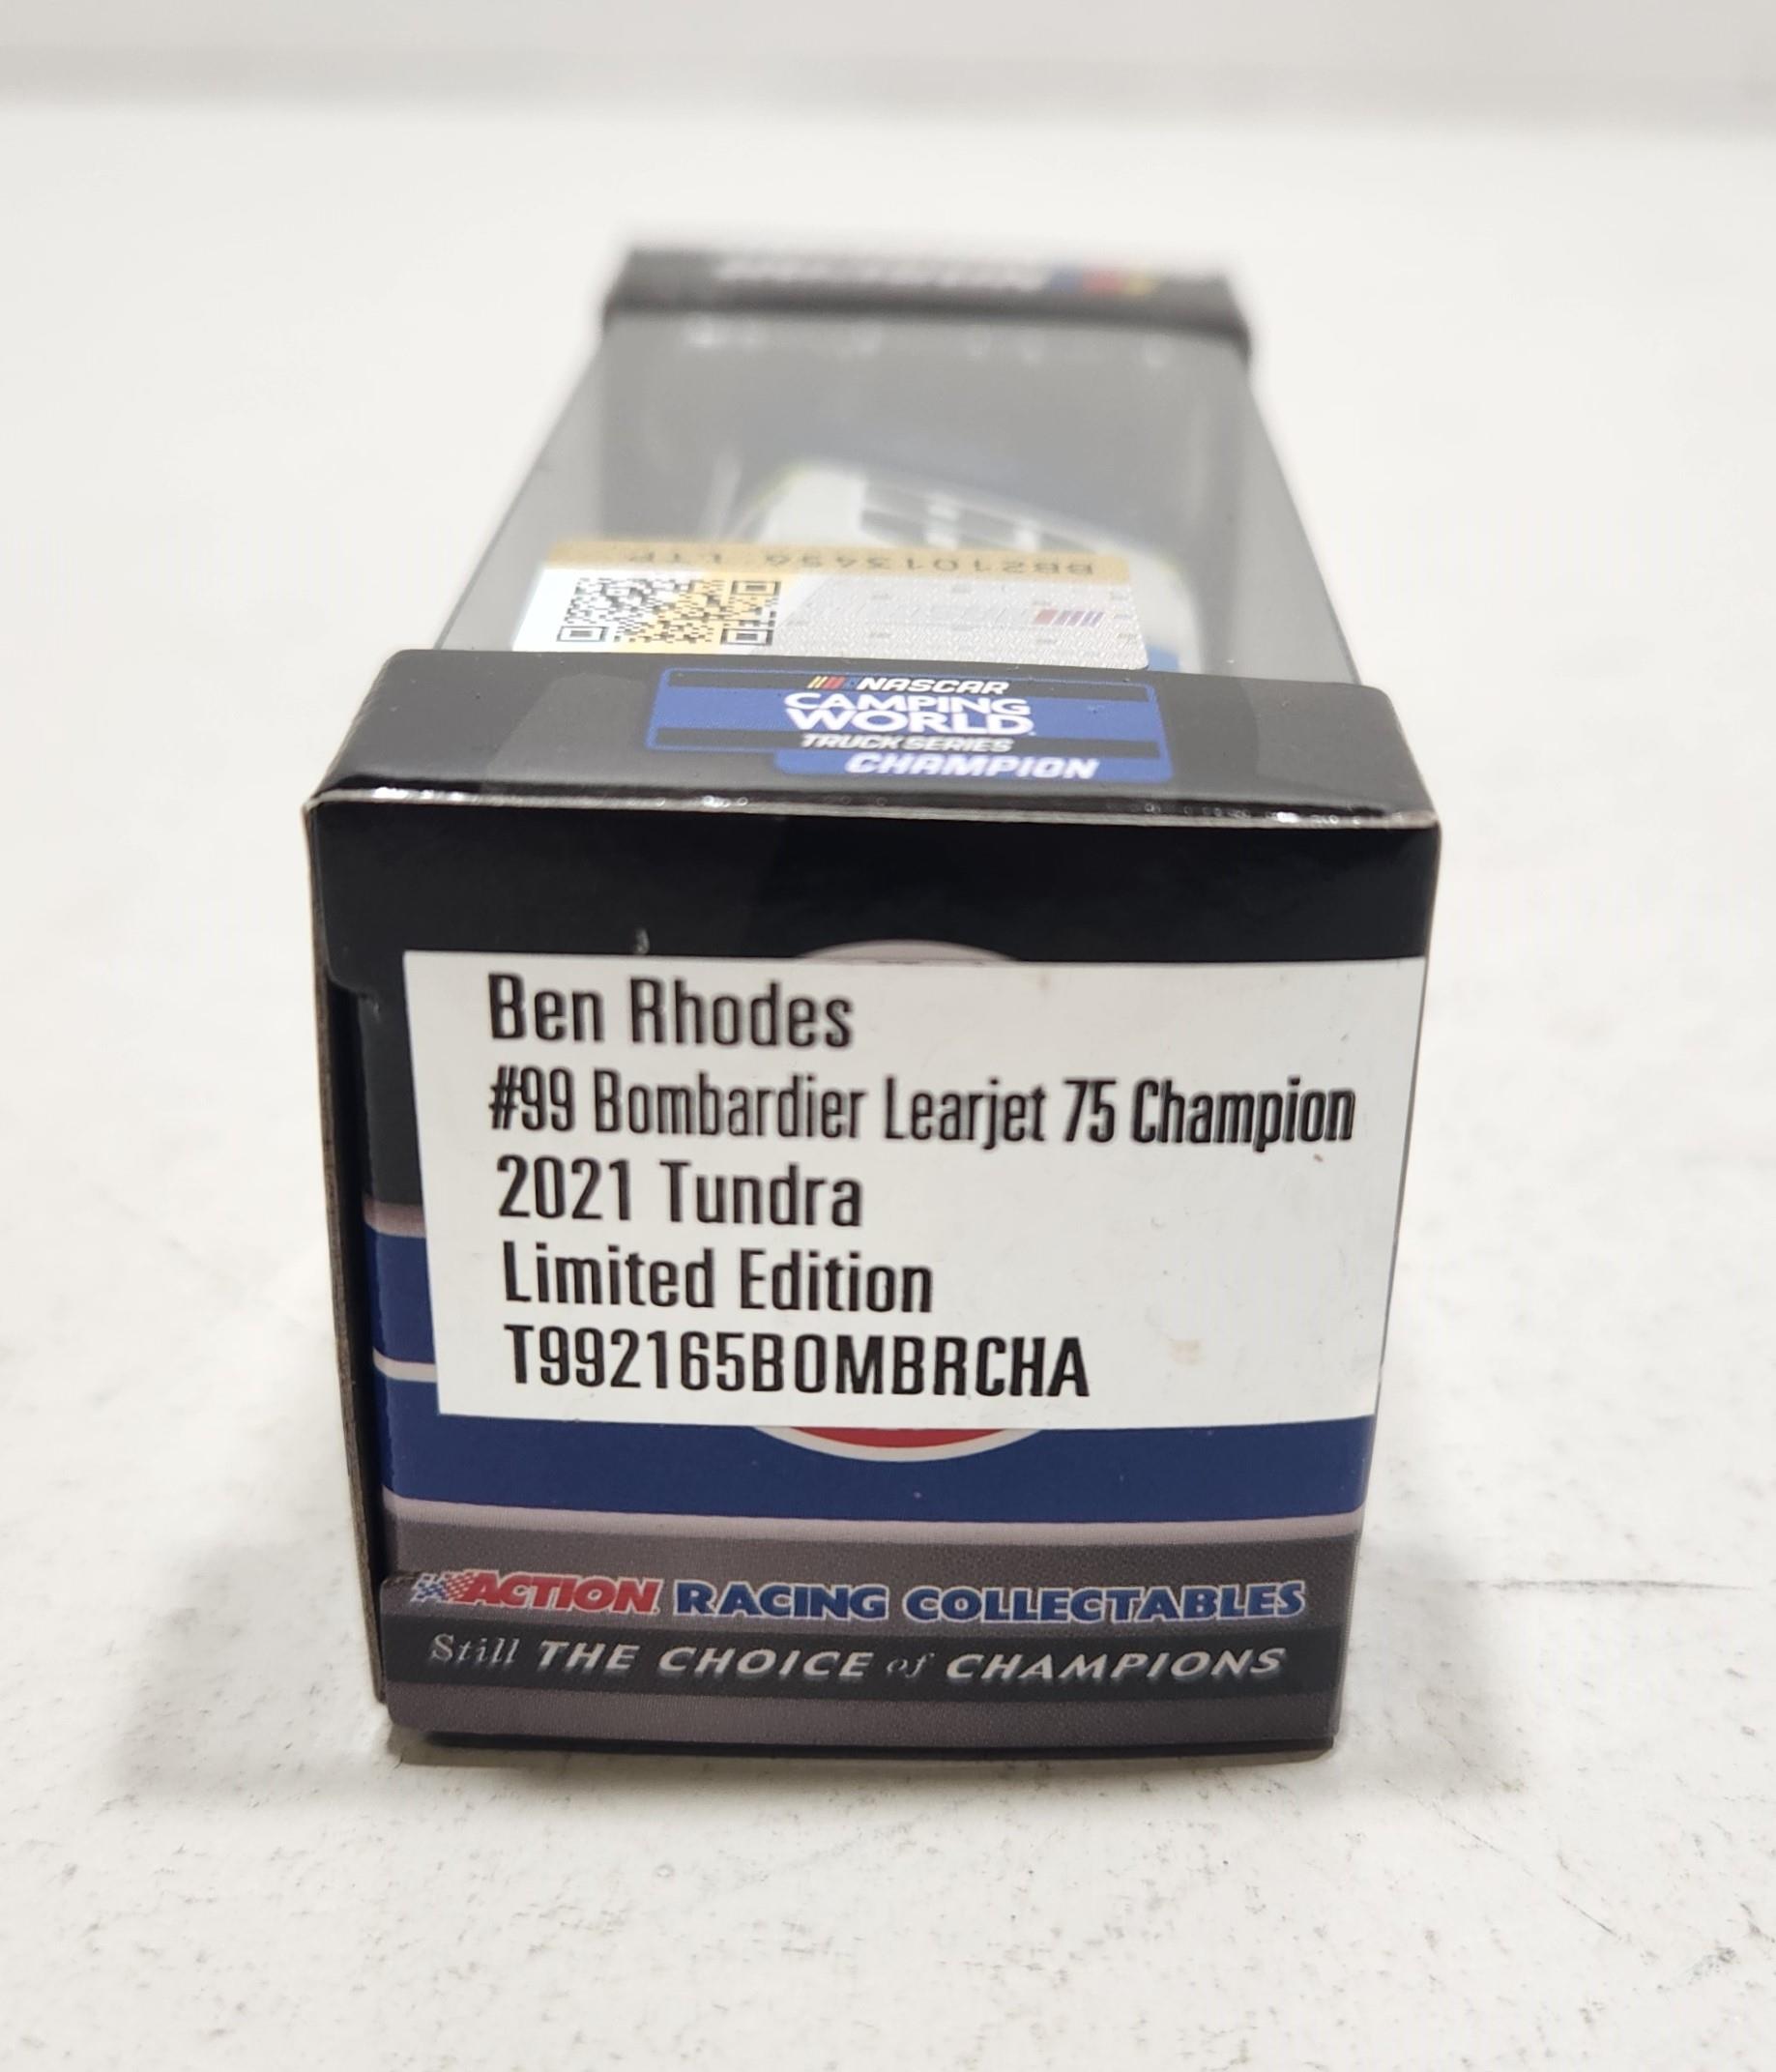 NASCAR
CAMPING
WORLD
TRUCK SERIES
CHAMPION
Ben Rhodes
#99 Bombardier Learjet 75 Champion
2021 Tundra
Limited Edition
T992165BOMBRCHA
ACTION RACING COLLECTABLES
Still THE CHOICE of CHAMPIONS